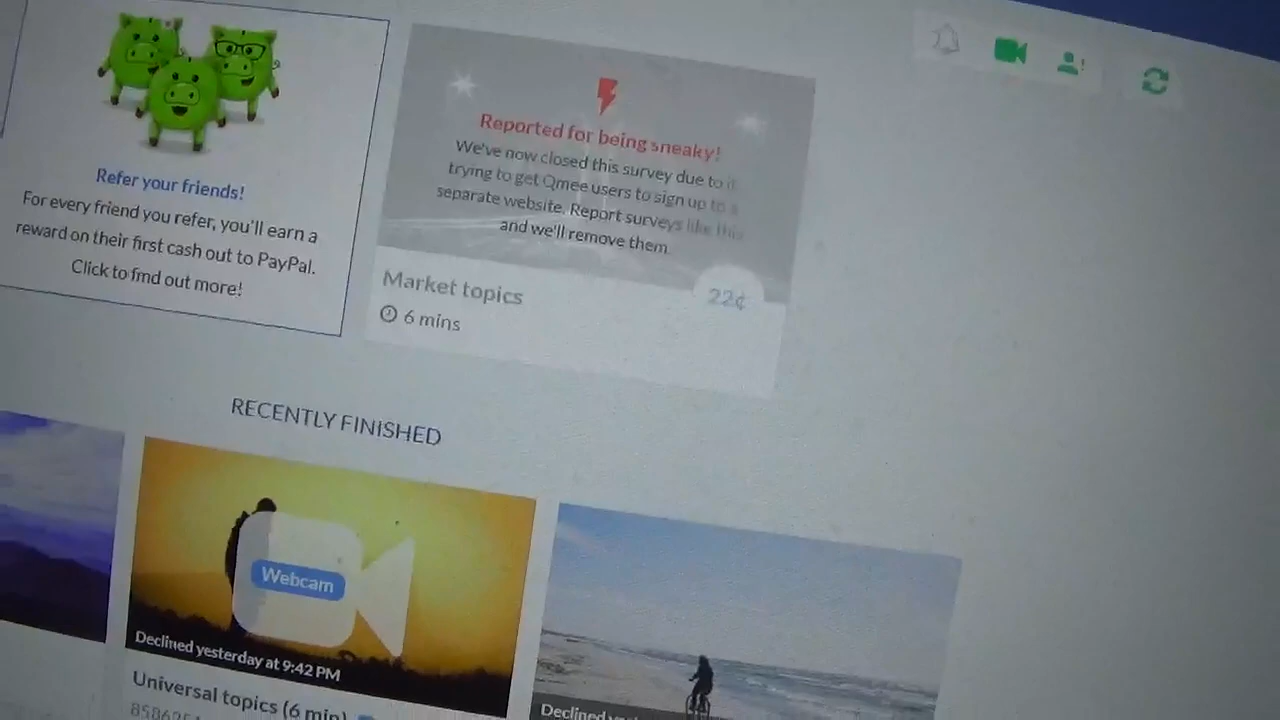 Refer your friends!
For every friend you refer, you'll earn a
reward on their first cash out to PayPal.
Click to find out more!
Reported for being sneaky!
We've now closed this survey due to it
trying to get Qmee users to sign up to a
separate website. Report surveys like this
and we'll remove them.
Market topics
22¢
6 mins
RECENTLY FINISHED
Webcam
Declined yesterday at 9:42 PM
Universal topics (6 min)
Declined